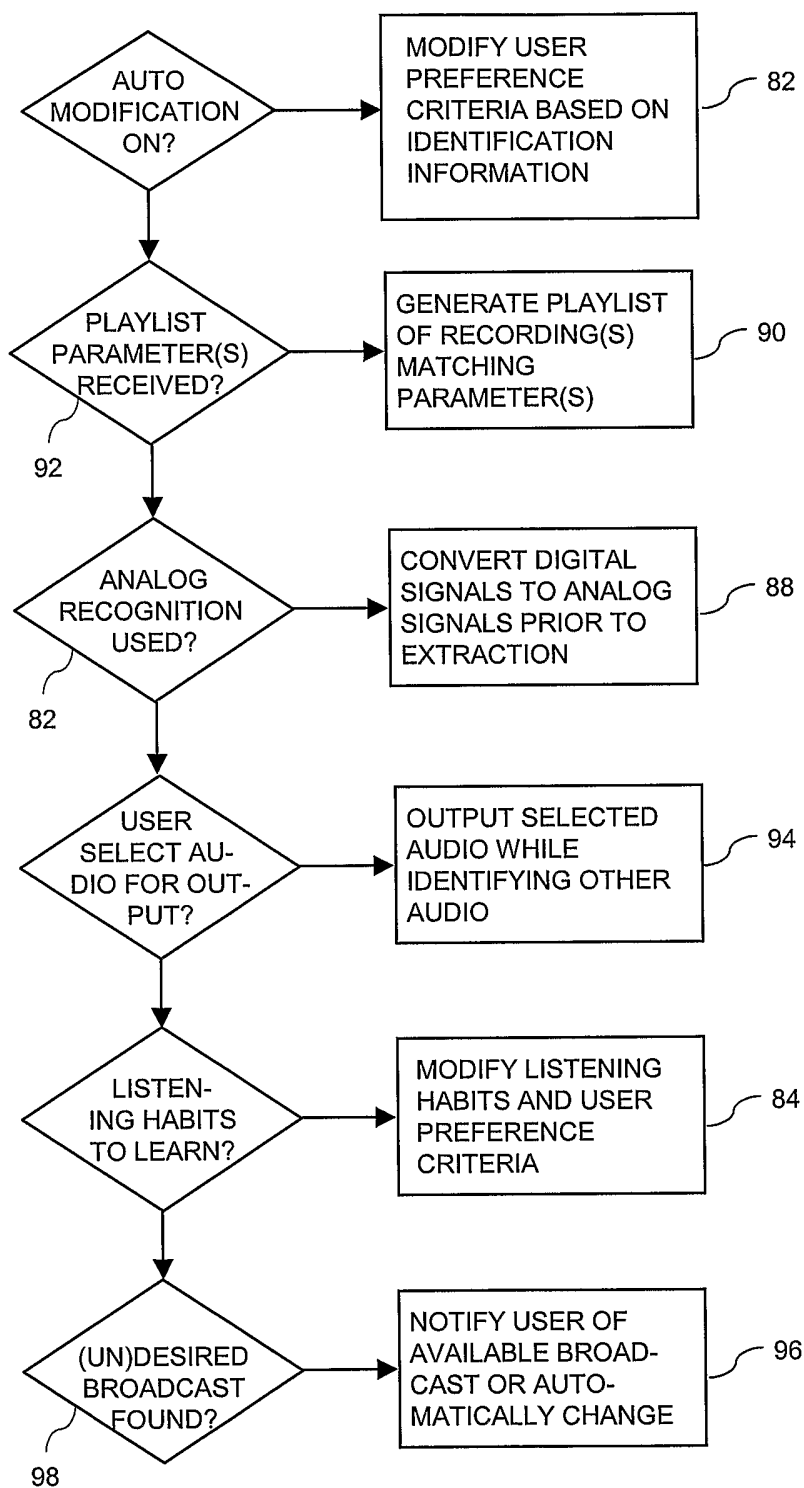 AUTO
MODIFICATION
ON?
MODIFY USER
PREFERENCE
CRITERIA BASED ON
IDENTIFICATION
INFORMATION
82
PLAYLIST
PARAMETER(S)
RECEIVED?
92
GENERATE PLAYLIST
OF RECORDING(S)
MATCHING
PARAMETER(S)
90
ANALOG
RECOGNITION
USED?
82
CONVERT DIGITAL
SIGNALS TO ANALOG
SIGNALS PRIOR TO
EXTRACTION
88
USER
SELECT AU-
DIO FOR OUT-
PUT?
OUTPUT SELECTED
AUDIO WHILE
IDENTIFYING OTHER
AUDIO
94
LISTEN-
ING HABITS
TO LEARN?
MODIFY LISTENING
HABITS AND USER
PREFERENCE
CRITERIA
84
(UN)DESIRED
BROADCAST
FOUND?
98
NOTIFY USER OF
AVAILABLE BROAD-
CAST OR AUTO-
MATICALLY CHANGE
96